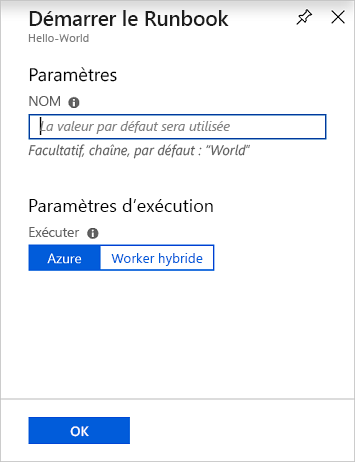 Démarrer le Runbook
Hello-World
Paramètres
NOM
La valeur par défaut sera utilisée
Facultatif, chaîne, par défaut : "World"
Paramètres d’exécution
Exécuter
Azure Worker hybride
OK